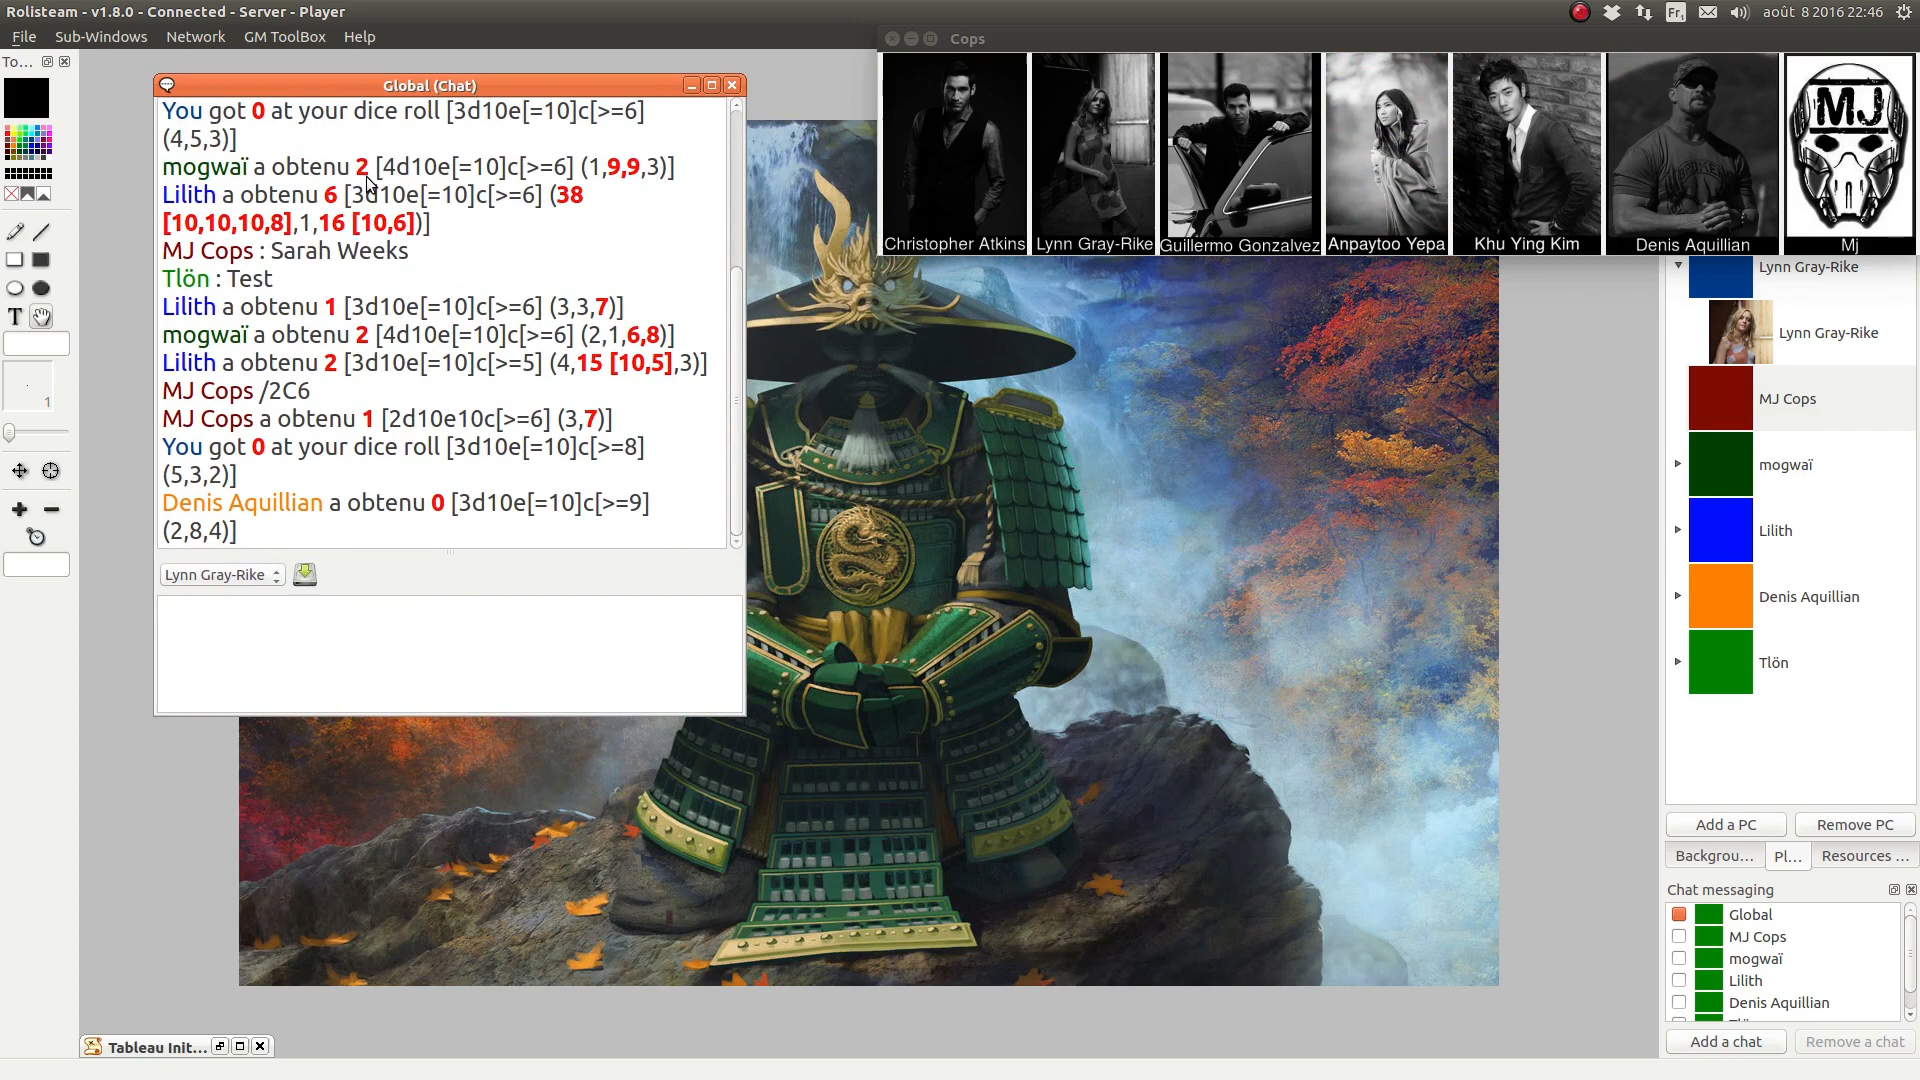 Rolisteam - v1.8.0 - Connected - Server - Player
Fr₁
août 8 2016 22:46
File Sub-Windows Network GM ToolBox Help
Cops
To...
Global (Chat)
You got 0 at your dice roll [3d10e[=10]c[>=6]
(4,5,3)]
mogwaï a obtenu 2 [4d10e[=10]c[>=6] (1,9,9,3)]
Lilith a obtenu 6 [3d10e[=10]c[>=6] (38
[10,10,10,8],1,16 [10,6])]
MJ Cops : Sarah Weeks
Tlön : Test
Lilith a obtenu 1 [3d10e[=10]c[>=6] (3,3,7)]
mogwaï a obtenu 2 [4d10e[=10]c[>=6] (2,1,6,8)]
Lilith a obtenu 2 [3d10e[=10]c[>=5] (4,15 [10,5],3)]
MJ Cops /2C6
MJ Cops a obtenu 1 [2d10e10c[>=6] (3,7)]
You got 0 at your dice roll [3d10e[=10]c[>=8]
(5,3,2)]
Denis Aquillian a obtenu 0 [3d10e[=10]c[>=9]
(2,8,4)]
Lynn Gray-Rike
T
1
MJ
Christopher Atkins
Lynn Gray-Rike
Guillermo Gonzalvez
Anpaytoo Yepa
Khu Ying Kim
Denis Aquillian
Mj
Lynn Gray-Rike
Lynn Gray-Rike
MJ Cops
mogwaï
Lilith
Denis Aquillian
Tlön
Add a PC
Remove PC
Backgrou...
Pl...
Resources ...
Chat messaging
Global
MJ Cops
mogwaï
Lilith
Denis Aquillian
Add a chat
Remove a chat
Tableau Init...